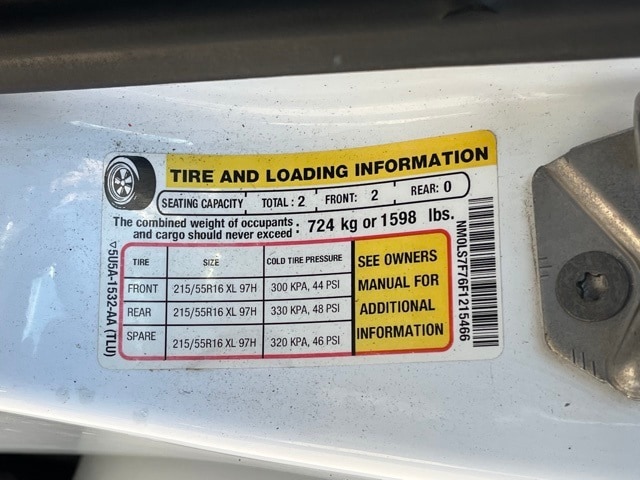 TIRE AND LOADING INFORMATION
SEATING CAPACITY TOTAL : 2 FRONT: 2 REAR: 0
The combined weight of occupants
and cargo should never exceed : 724 kg or 1598 lbs.
TIRE SIZE COLD TIRE PRESSURE
FRONT 215/55R16 XL 97H 300 KPA, 44 PSI
REAR 215/55R16 XL 97H 330 KPA, 48 PSI
SPARE 215/55R16 XL 97H 320 KPA, 46 PSI
SEE OWNERS
MANUAL FOR
ADDITIONAL
INFORMATION
▽5U5A-1532-AA (TLU)
NM0LS7F76F1215466